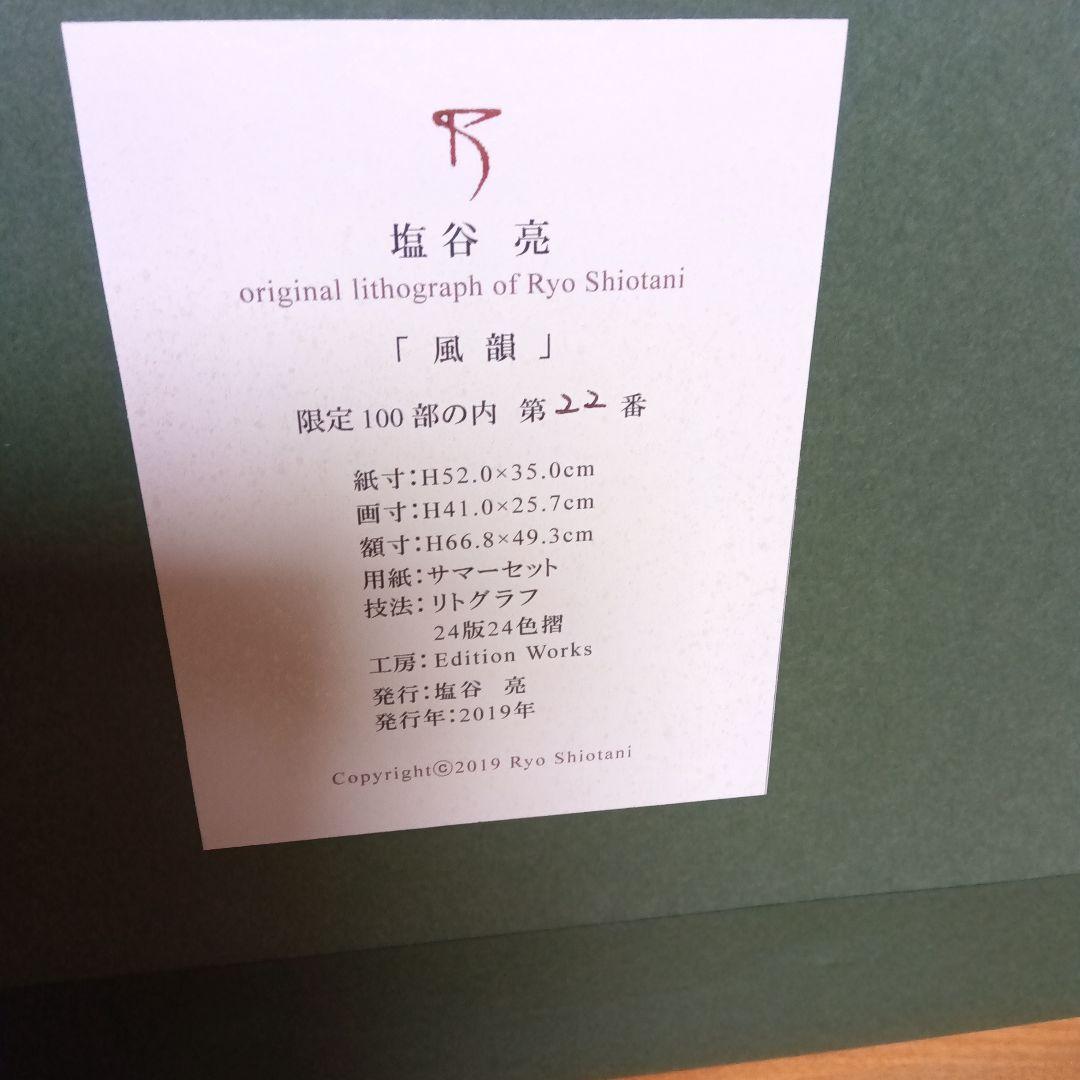 R
塩谷 亮
original lithograph of Ryo Shiotani
「風韻」
限定100部の内 第22番
紙寸：H52.0×35.0cm
画寸：H41.0×25.7cm
額寸：H66.8×49.3cm
用紙：サマーセット
技法：リトグラフ
24版24色摺
工房：Edition Works
発行：塩谷 亮
発行年：2019年
Copyrightⓒ2019 Ryo Shiotani